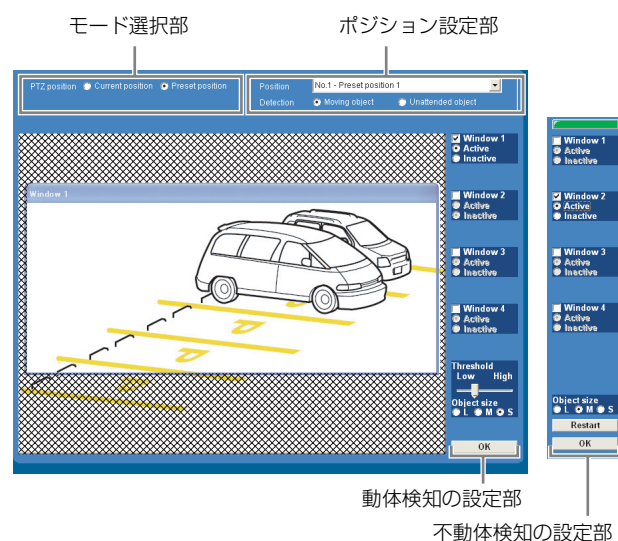 モード選択部
ポジション設定部
PTZ position Current position Preset position
Position No.1 - Preset position 1
Detection Moving object Unattended object
Window 1
Active
Inactive
Window 1
Window 2
Active
Inactive
Window 3
Active
Inactive
Window 4
Active
Inactive
Threshold
Low High
Object size
L M S
OK
Window 1
Active
Inactive
Window 2
Active
Inactive
Window 3
Active
Inactive
Window 4
Active
Inactive
Object size
L M S
Restart
OK
動体検知の設定部
不動体検知の設定部